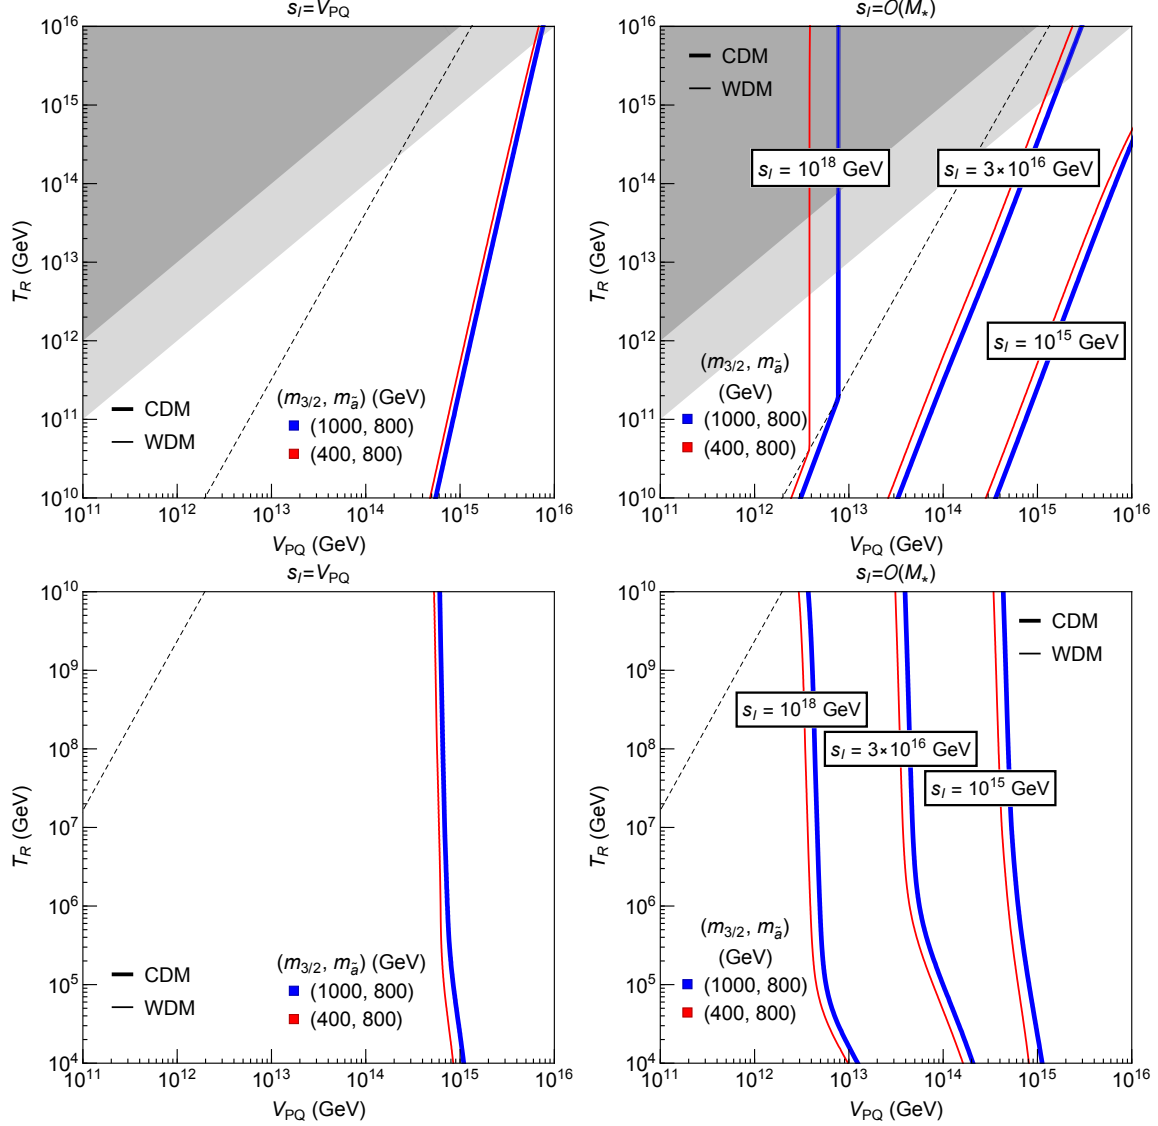 s_I=V_PQ
10^16
10^15
10^14
10^13
10^12
10^11
10^10
T_R (GeV)
CDM
WDM
(m_3/2, m_ã) (GeV)
(1000, 800)
(400, 800)
10^11 10^12 10^13 10^14 10^15 10^16
V_PQ (GeV)
s_I=O(M_*)
10^16
10^15
10^14
10^13
10^12
10^11
10^10
T_R (GeV)
CDM
WDM
s_I = 10^18 GeV
s_I = 3×10^16 GeV
s_I = 10^15 GeV
(m_3/2, m_ã)
(GeV)
(1000, 800)
(400, 800)
10^11 10^12 10^13 10^14 10^15 10^16
V_PQ (GeV)
s_I=V_PQ
10^10
10^9
10^8
10^7
10^6
10^5
10^4
T_R (GeV)
CDM
WDM
(m_3/2, m_ã) (GeV)
(1000, 800)
(400, 800)
10^11 10^12 10^13 10^14 10^15 10^16
V_PQ (GeV)
s_I=O(M_*)
10^10
10^9
10^8
10^7
10^6
10^5
10^4
T_R (GeV)
CDM
WDM
s_I = 10^18 GeV
s_I = 3×10^16 GeV
s_I = 10^15 GeV
(m_3/2, m_ã)
(GeV)
(1000, 800)
(400, 800)
10^11 10^12 10^13 10^14 10^15 10^16
V_PQ (GeV)